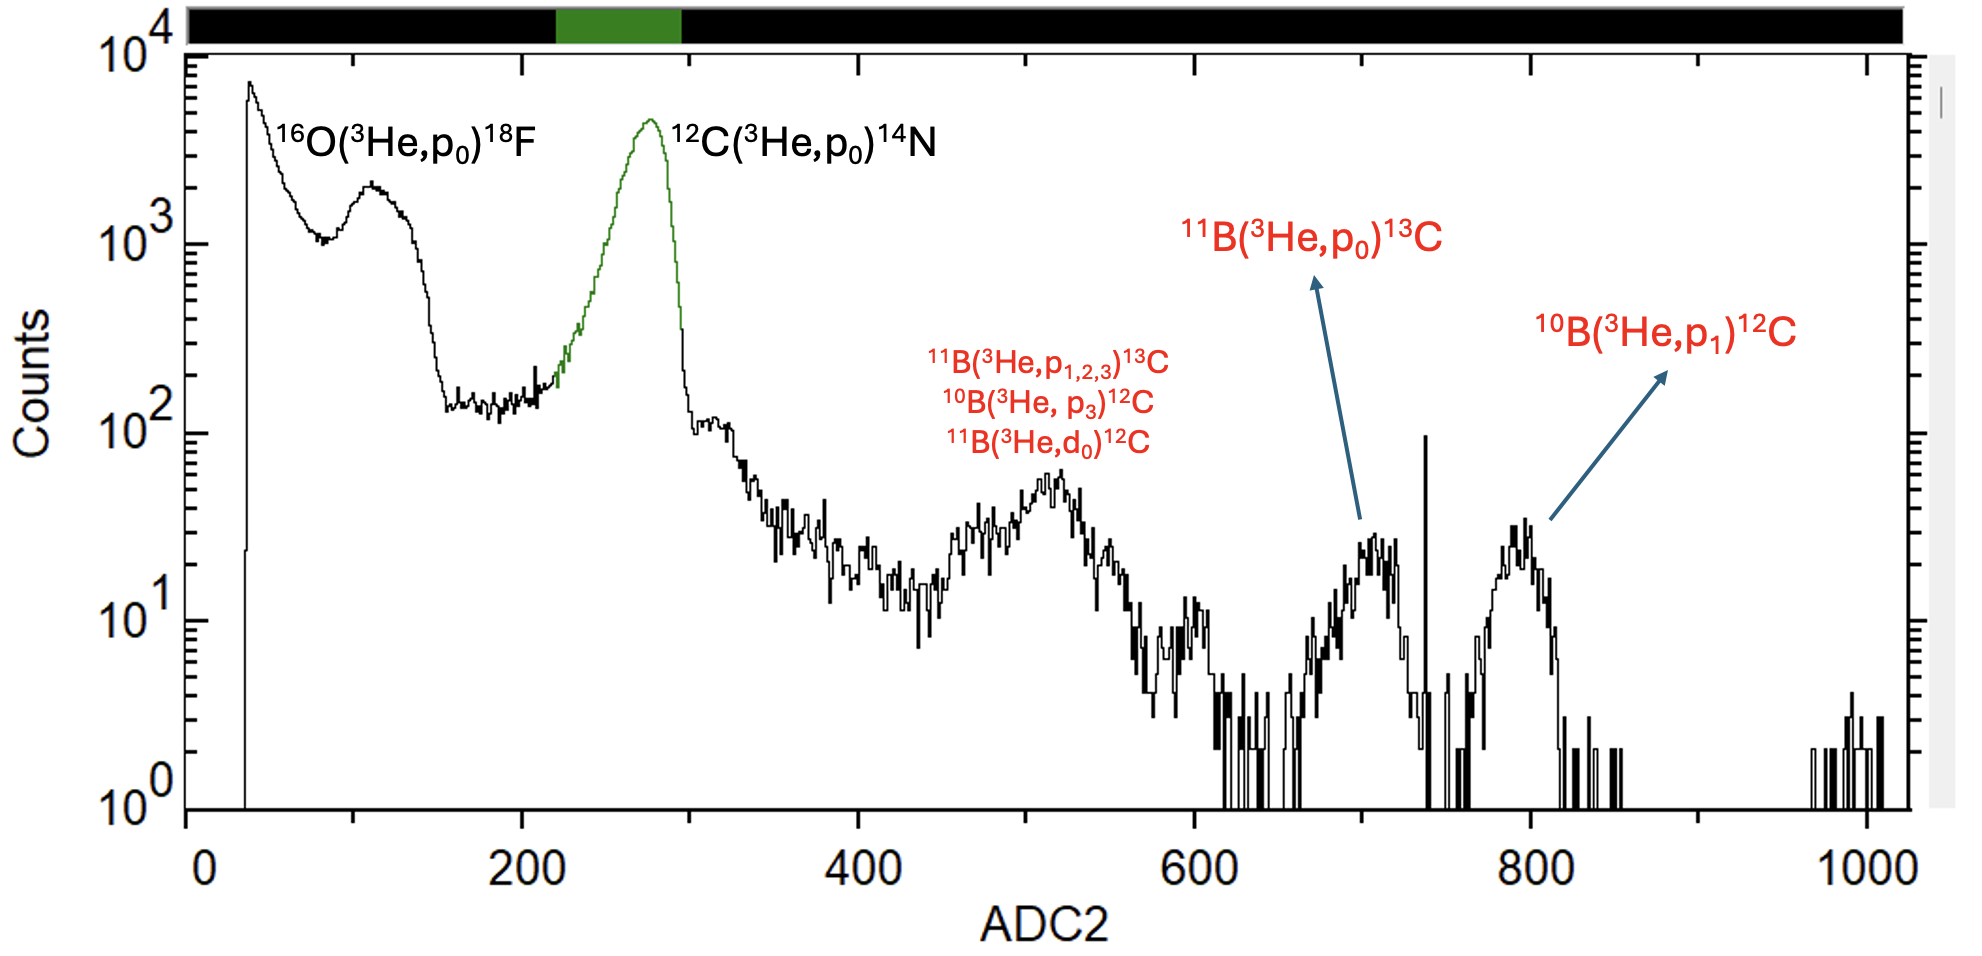 10⁴
¹⁶O(³He,p₀)¹⁸F
¹²C(³He,p₀)¹⁴N
10³
¹¹B(³He,p₀)¹³C
¹⁰B(³He,p₁)¹²C
¹¹B(³He,p₁,₂,₃)¹³C
¹⁰B(³He, p₃)¹²C
¹¹B(³He,d₀)¹²C
10²
Counts
10¹
10⁰
0 200 400 600 800 1000
ADC2